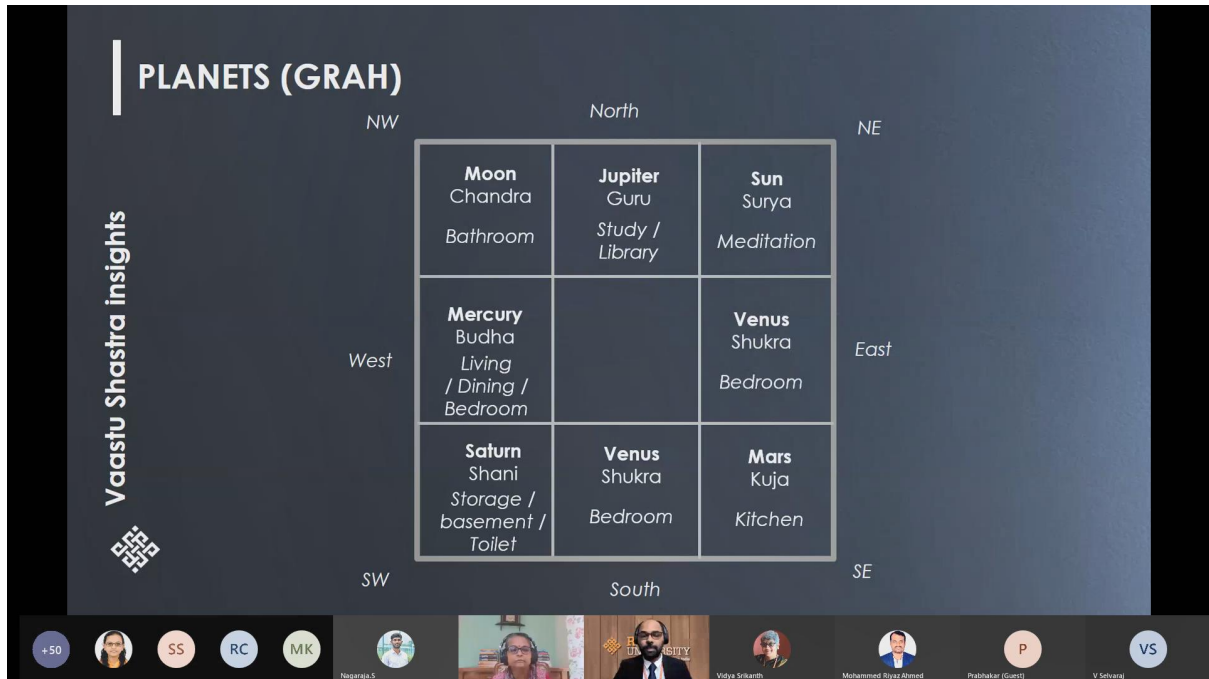 PLANETS (GRAH)
Vaastu Shastra insights
NW
North
NE
Moon
Chandra
Bathroom
Jupiter
Guru
Study /
Library
Sun
Surya
Meditation
West
Mercury
Budha
Living
/ Dining /
Bedroom
Venus
Shukra
Bedroom
East
Saturn
Shani
Storage /
basement /
Toilet
Venus
Shukra
Bedroom
Mars
Kuja
Kitchen
SW
South
SE
+50
SS
RC
MK
Nagaraja.S
Vidya Srikanth
Mohammed Riyaz Ahmed
P
Prabhakar (Guest)
VS
V Selvaraj